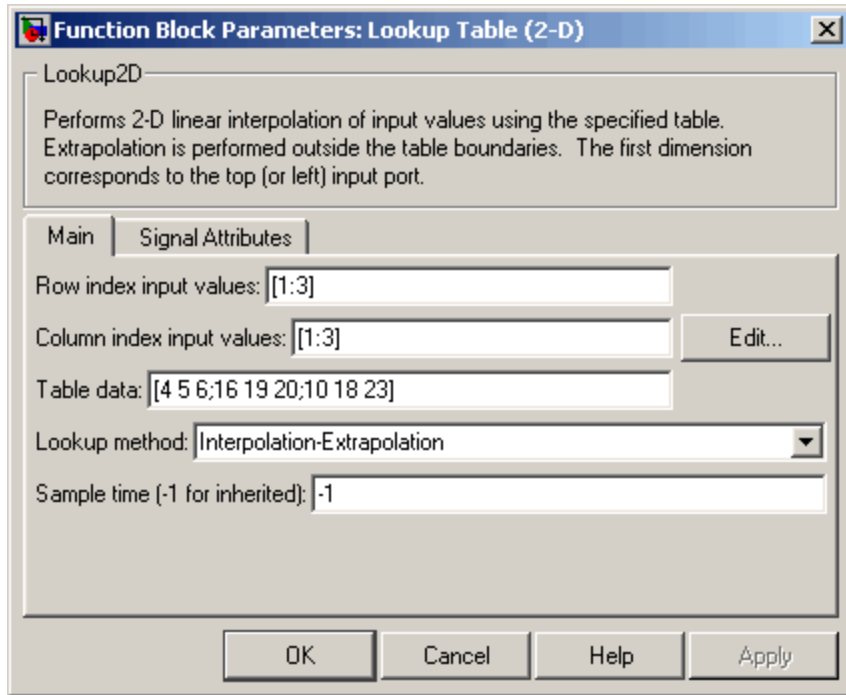 Function Block Parameters: Lookup Table (2-D)
Lookup2D
Performs 2-D linear interpolation of input values using the specified table.
Extrapolation is performed outside the table boundaries.  The first dimension
corresponds to the top (or left) input port.
Main Signal Attributes
Row index input values: [1:3]
Column index input values: [1:3] Edit...
Table data: [4 5 6;16 19 20;10 18 23]
Lookup method: Interpolation-Extrapolation
Sample time (-1 for inherited): -1
OK Cancel Help Apply